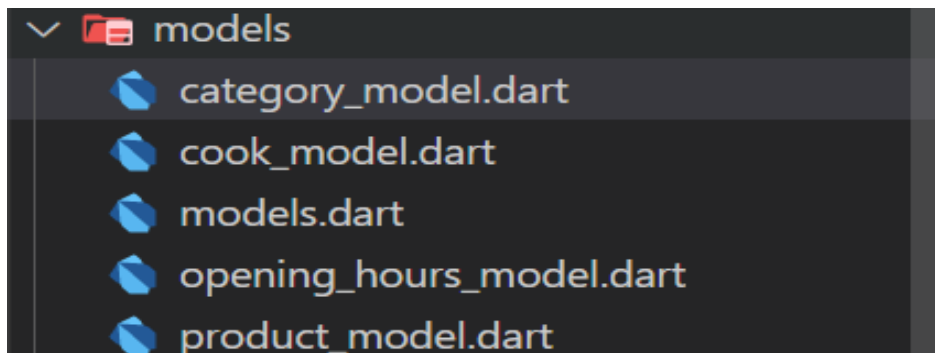 models
category_model.dart
cook_model.dart
models.dart
opening_hours_model.dart
product_model.dart